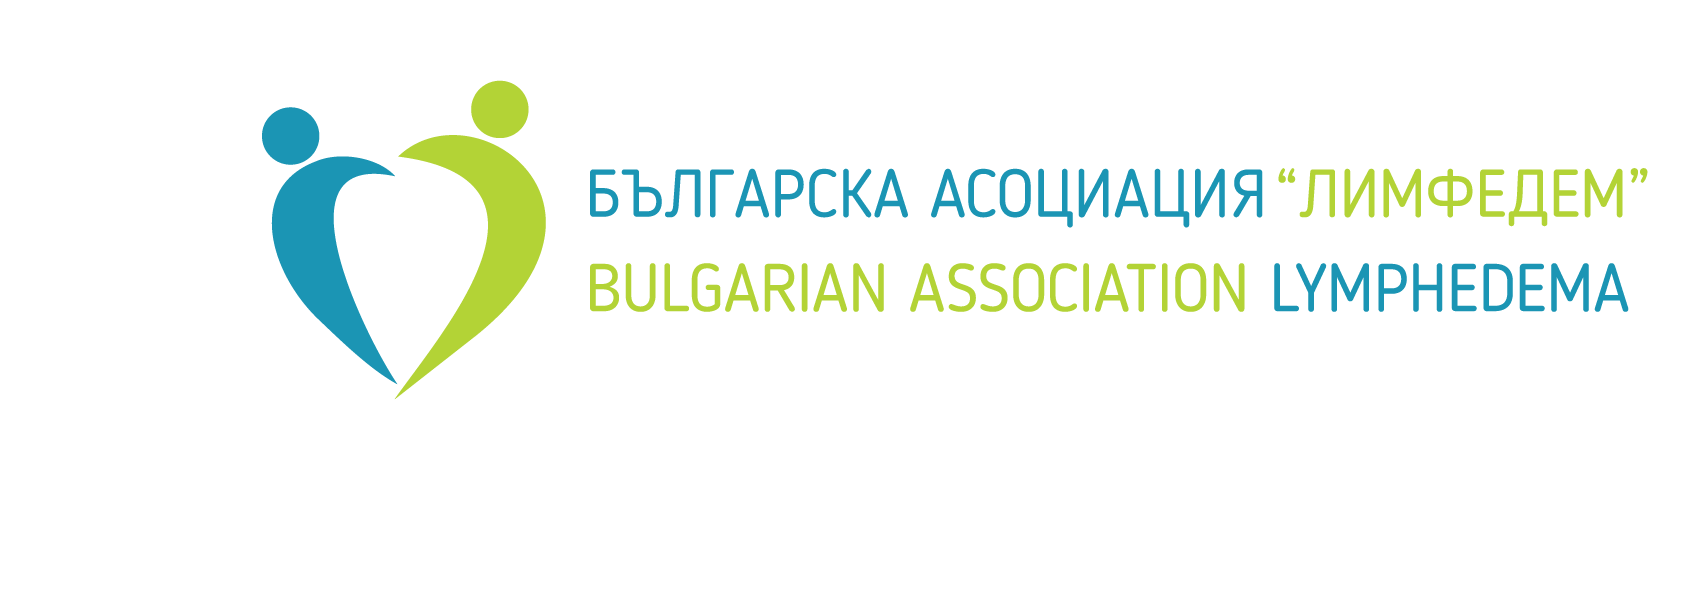 БЪЛГАРСКА АСОЦИАЦИЯ “ЛИМФЕДЕМ”
BULGARIAN ASSOCIATION LYMPHEDEMA